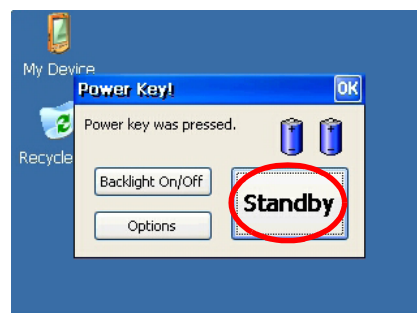 My Device
Power Key!
OK
Power key was pressed.
Recycle
Backlight On/Off
Standby
Options